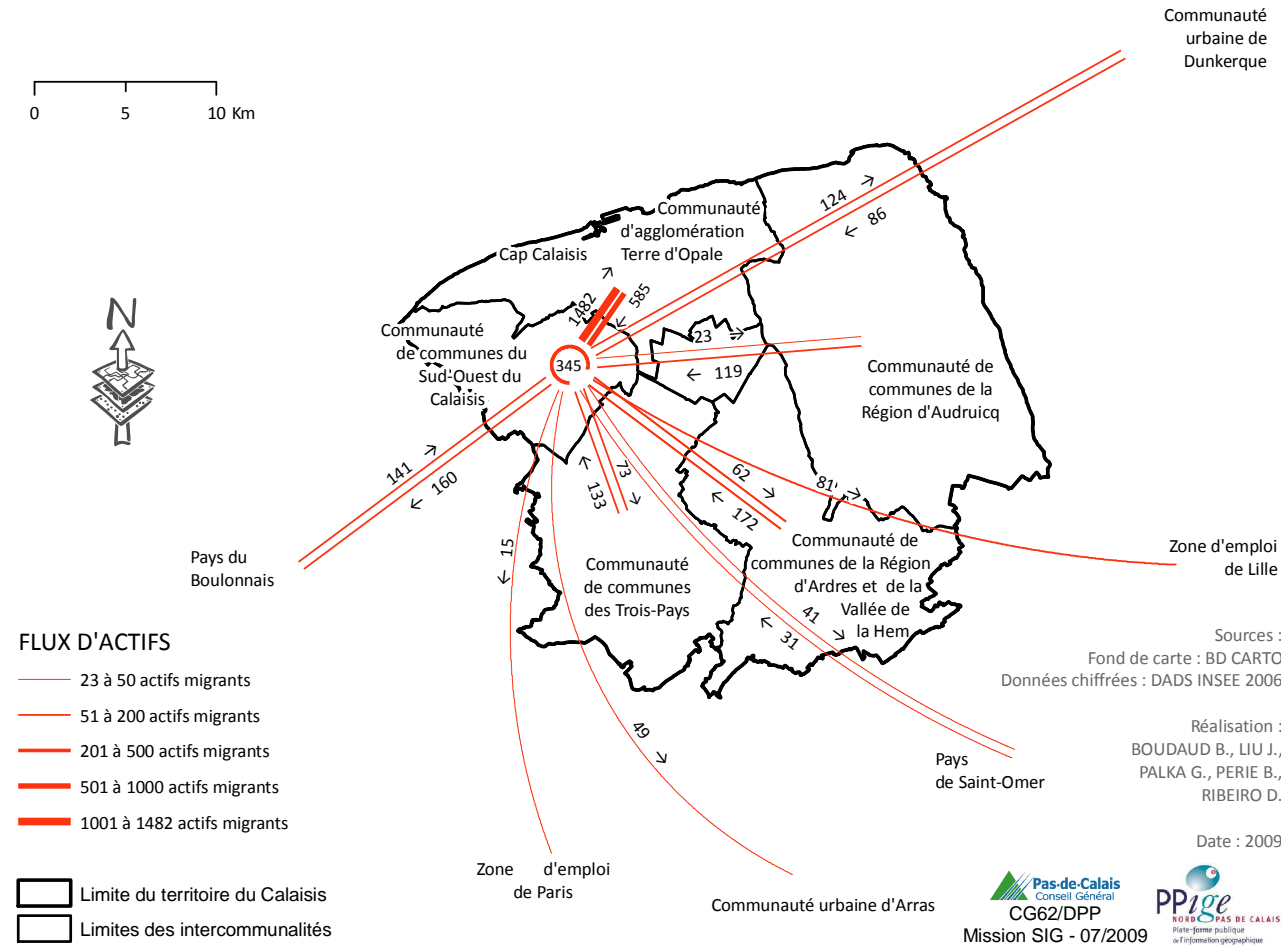 Communauté
urbaine de
Dunkerque
0 5 10 Km
124
86
Communauté
d'agglomération
Terre d'Opale
Cap Calaisis
N
1482
585
Communauté
de communes du
Sud-Ouest du
Calaisis
345
23
119
Communauté de
communes de la
Région d'Audruicq
141
160
73
133
62
172
81
Pays du
Boulonnais
15
Communauté
de communes
des Trois-Pays
Communauté de
communes de la Région
d'Ardres et de la
Vallée de
la Hem
Zone d'emploi
de Lille
41
31
49
FLUX D'ACTIFS
23 à 50 actifs migrants
51 à 200 actifs migrants
201 à 500 actifs migrants
501 à 1000 actifs migrants
1001 à 1482 actifs migrants
Limite du territoire du Calaisis
Limites des intercommunalités
Sources :
Fond de carte : BD CARTO
Données chiffrées : DADS INSEE 2006
Réalisation :
BOUDAUD B., LIU J.,
PALKA G., PERIE B.,
RIBEIRO D.
Date : 2009
Pays
de Saint-Omer
Zone d'emploi
de Paris
Communauté urbaine d'Arras
Pas-de-Calais
Conseil Général
CG62/DPP
Mission SIG - 07/2009
PPige
NORD PAS DE CALAIS
Plate-forme publique
de l'information géographique